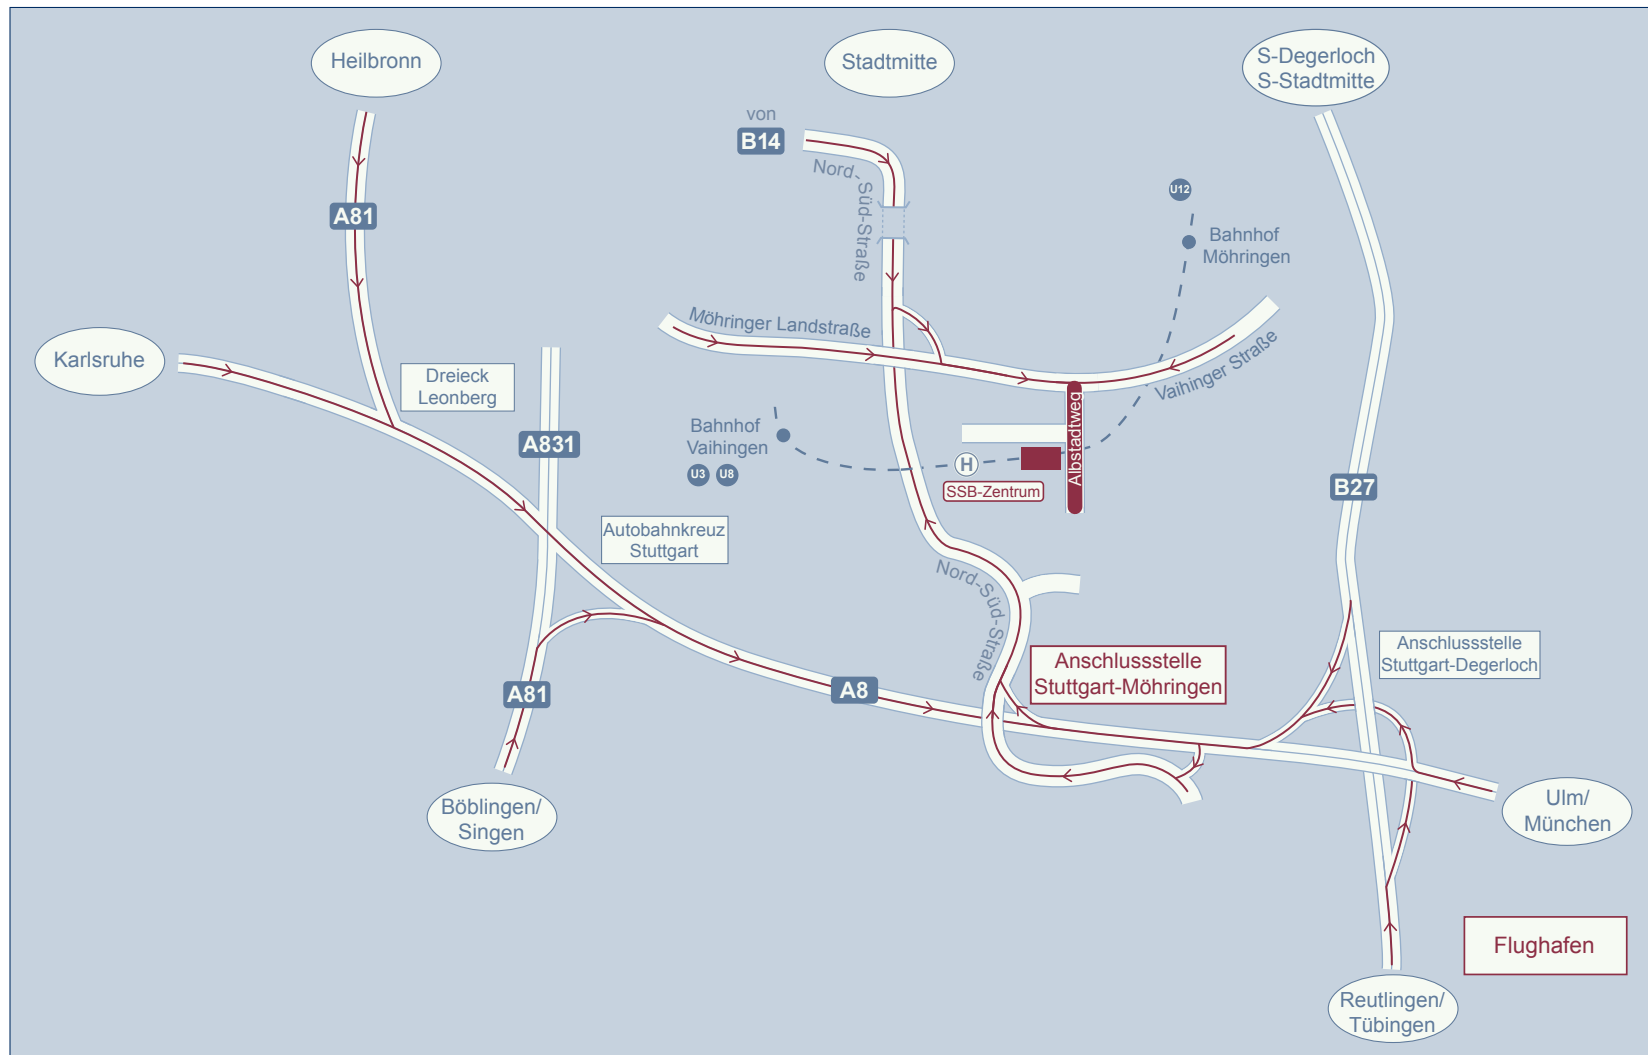 Heilbronn
Stadtmitte
S-Degerloch
S-Stadtmitte
von
B14
Nord-Süd-Straße
U12
A81
Bahnhof
Möhringen
Möhringer Landstraße
Vaihinger Straße
Karlsruhe
Dreieck
Leonberg
A831
Bahnhof
Vaihingen
U3 U8
H
SSB-Zentrum
Albstadtweg
B27
Autobahnkreuz
Stuttgart
Nord-Süd-Straße
Anschlussstelle
Stuttgart-Möhringen
Anschlussstelle
Stuttgart-Degerloch
A81
A8
Böblingen/
Singen
Ulm/
München
Flughafen
Reutlingen/
Tübingen